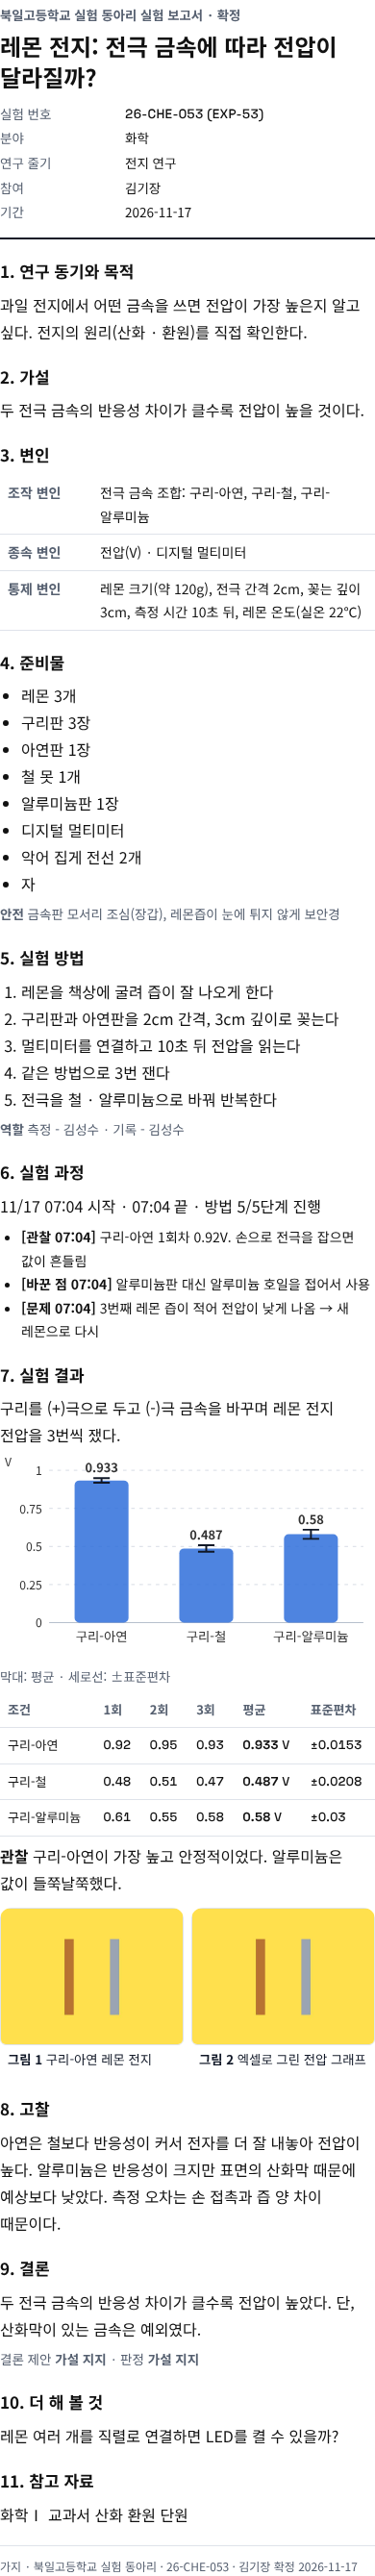 북일고등학교 실험 동아리 실험 보고서 · 확정
레몬 전지: 전극 금속에 따라 전압이
달라질까?
실험 번호 26-CHE-053 (EXP-53)
분야 화학
연구 줄기 전지 연구
참여 김기장
기간 2026-11-17
1. 연구 동기와 목적
과일 전지에서 어떤 금속을 쓰면 전압이 가장 높은지 알고
싶다. 전지의 원리(산화 · 환원)를 직접 확인한다.
2. 가설
두 전극 금속의 반응성 차이가 클수록 전압이 높을 것이다.
3. 변인
조작 변인 전극 금속 조합: 구리-아연, 구리-철, 구리-
알루미늄
종속 변인 전압(V) · 디지털 멀티미터
통제 변인 레몬 크기(약 120g), 전극 간격 2cm, 꽂는 깊이
3cm, 측정 시간 10초 뒤, 레몬 온도(실온 22°C)
4. 준비물
• 레몬 3개
• 구리판 3장
• 아연판 1장
• 철 못 1개
• 알루미늄판 1장
• 디지털 멀티미터
• 악어 집게 전선 2개
• 자
안전 금속판 모서리 조심(장갑), 레몬즙이 눈에 튀지 않게 보안경
5. 실험 방법
1. 레몬을 책상에 굴려 즙이 잘 나오게 한다
2. 구리판과 아연판을 2cm 간격, 3cm 깊이로 꽂는다
3. 멀티미터를 연결하고 10초 뒤 전압을 읽는다
4. 같은 방법으로 3번 잰다
5. 전극을 철 · 알루미늄으로 바꿔 반복한다
역할 측정 - 김성수 · 기록 - 김성수
6. 실험 과정
11/17 07:04 시작 · 07:04 끝 · 방법 5/5단계 진행
• [관찰 07:04] 구리-아연 1회차 0.92V. 손으로 전극을 잡으면
값이 흔들림
• [바꾼 점 07:04] 알루미늄판 대신 알루미늄 호일을 접어서 사용
• [문제 07:04] 3번째 레몬 즙이 적어 전압이 낮게 나옴 → 새
레몬으로 다시
7. 실험 결과
구리를 (+)극으로 두고 (-)극 금속을 바꾸며 레몬 전지
전압을 3번씩 쟀다.
V
1
0.75
0.5
0.25
0
0.933
0.487
0.58
구리-아연 구리-철 구리-알루미늄
막대: 평균 · 세로선: ±표준편차
조건 1회 2회 3회 평균 표준편차
구리-아연 0.92 0.95 0.93 0.933 V ±0.0153
구리-철 0.48 0.51 0.47 0.487 V ±0.0208
구리-알루미늄 0.61 0.55 0.58 0.58 V ±0.03
관찰 구리-아연이 가장 높고 안정적이었다. 알루미늄은
값이 들쭉날쭉했다.
그림 1 구리-아연 레몬 전지
그림 2 엑셀로 그린 전압 그래프
8. 고찰
아연은 철보다 반응성이 커서 전자를 더 잘 내놓아 전압이
높다. 알루미늄은 반응성이 크지만 표면의 산화막 때문에
예상보다 낮았다. 측정 오차는 손 접촉과 즙 양 차이
때문이다.
9. 결론
두 전극 금속의 반응성 차이가 클수록 전압이 높았다. 단,
산화막이 있는 금속은 예외였다.
결론 제안 가설 지지 · 판정 가설 지지
10. 더 해 볼 것
레몬 여러 개를 직렬로 연결하면 LED를 켤 수 있을까?
11. 참고 자료
화학Ⅰ 교과서 산화 환원 단원
가지 · 북일고등학교 실험 동아리 · 26-CHE-053 · 김기장 확정 2026-11-17